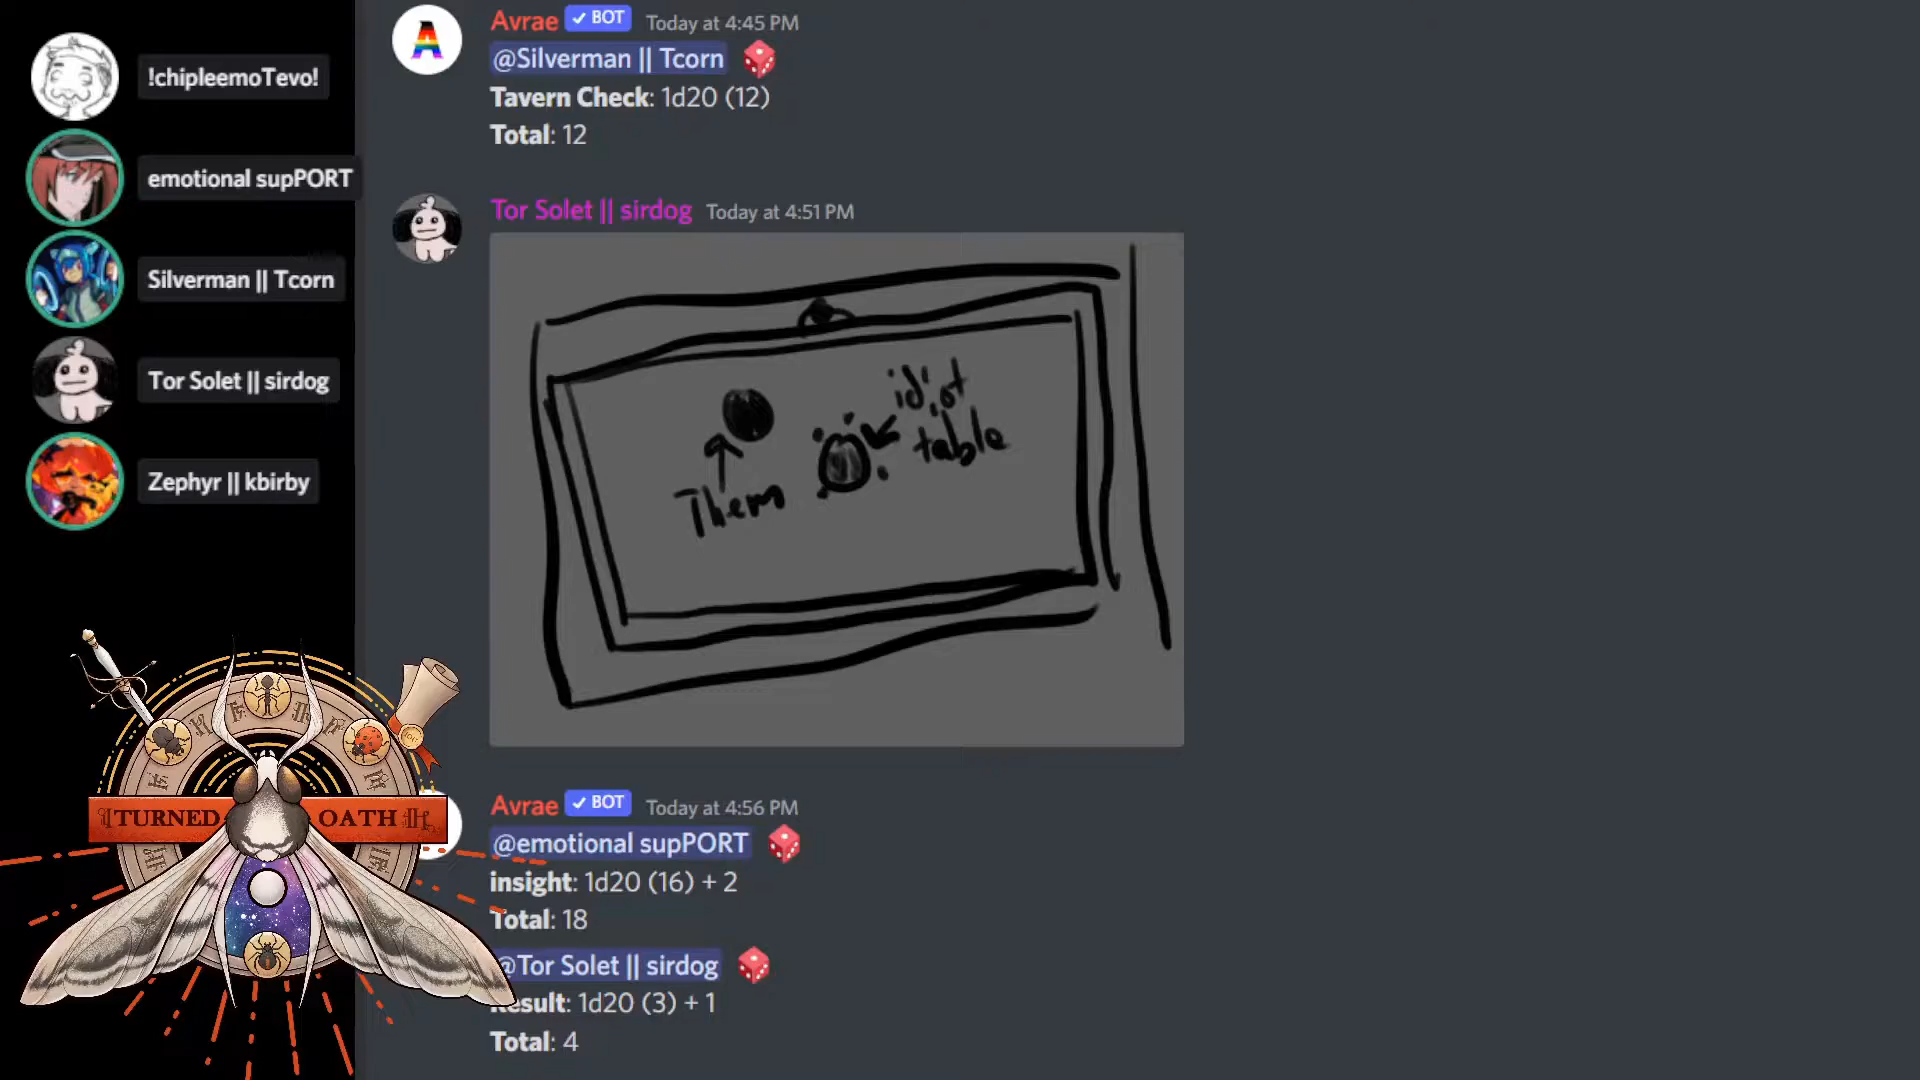 !chipleemoTevo!
emotional supPORT
Silverman || Tcorn
Tor Solet || sirdog
Zephyr || kbirby
TURNED OATH
Avrae ✓ BOT Today at 4:45 PM
@Silverman || Tcorn
Tavern Check: 1d20 (12)
Total: 12
Tor Solet || sirdog Today at 4:51 PM
idiot
table
Them
Avrae ✓ BOT Today at 4:56 PM
@emotional supPORT
insight: 1d20 (16) + 2
Total: 18
@Tor Solet || sirdog
Result: 1d20 (3) + 1
Total: 4